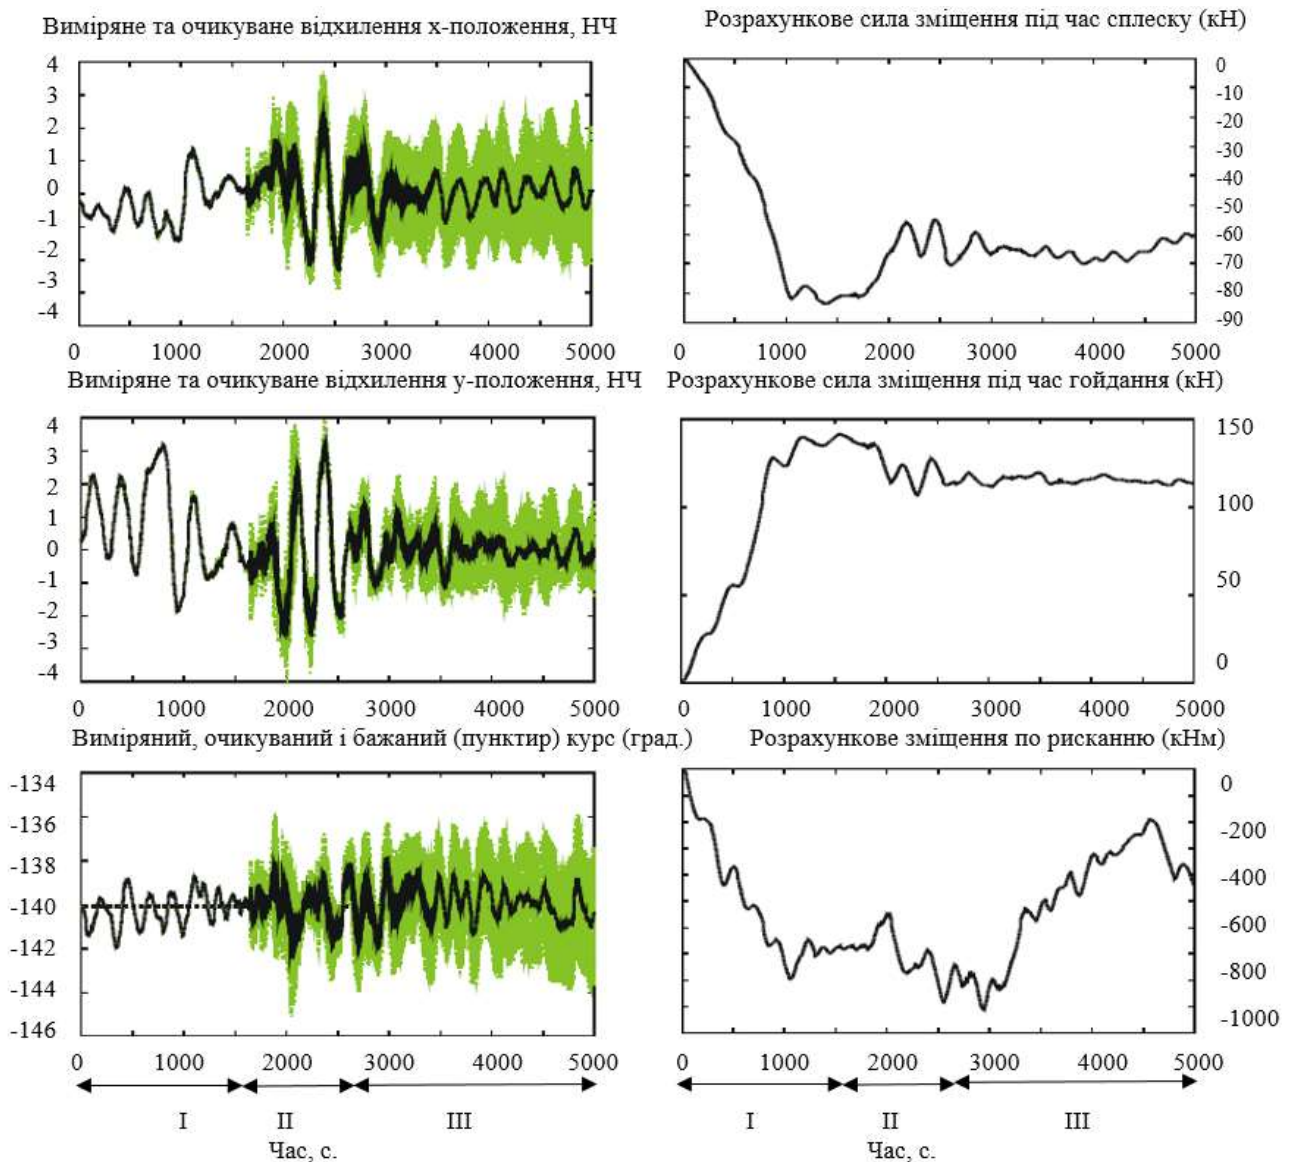 Виміряне та очикуване відхилення x-положення, НЧ
4
3
2
1
0
-1
-2
-3
-4
0 1000 2000 3000 4000 5000
Розрахункове сила зміщення під час сплеску (кН)
0
-10
-20
-30
-40
-50
-60
-70
-80
-90
0 1000 2000 3000 4000 5000
Виміряне та очикуване відхилення y-положення, НЧ
4
3
2
1
0
-1
-2
-3
-4
0 1000 2000 3000 4000 5000
Розрахункове сила зміщення під час гойдання (кН)
150
100
50
0
0 1000 2000 3000 4000 5000
Виміряний, очикуваний і бажаний (пунктир) курс (град.)
-134
-136
-138
-140
-142
-144
-146
0 1000 2000 3000 4000 5000
I II III
Час, с.
Розрахункове зміщення по рисканню (кНм)
0
-200
-400
-600
-800
-1000
0 1000 2000 3000 4000 5000
I II III
Час, с.